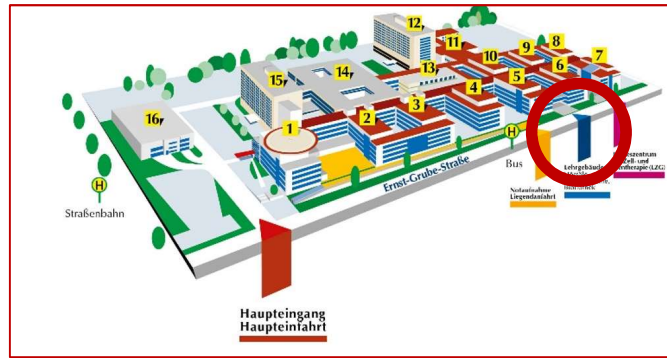 12
11
8
9
7
10
13
6
14
15
5
4
3
2
16
1
H
Bus
H
Straßenbahn
Ernst-Grube-Straße
Lehrgebäude
Notaufnahme
Liegendanfahrt
(LZG)
Haupteingang
Haupteinfahrt